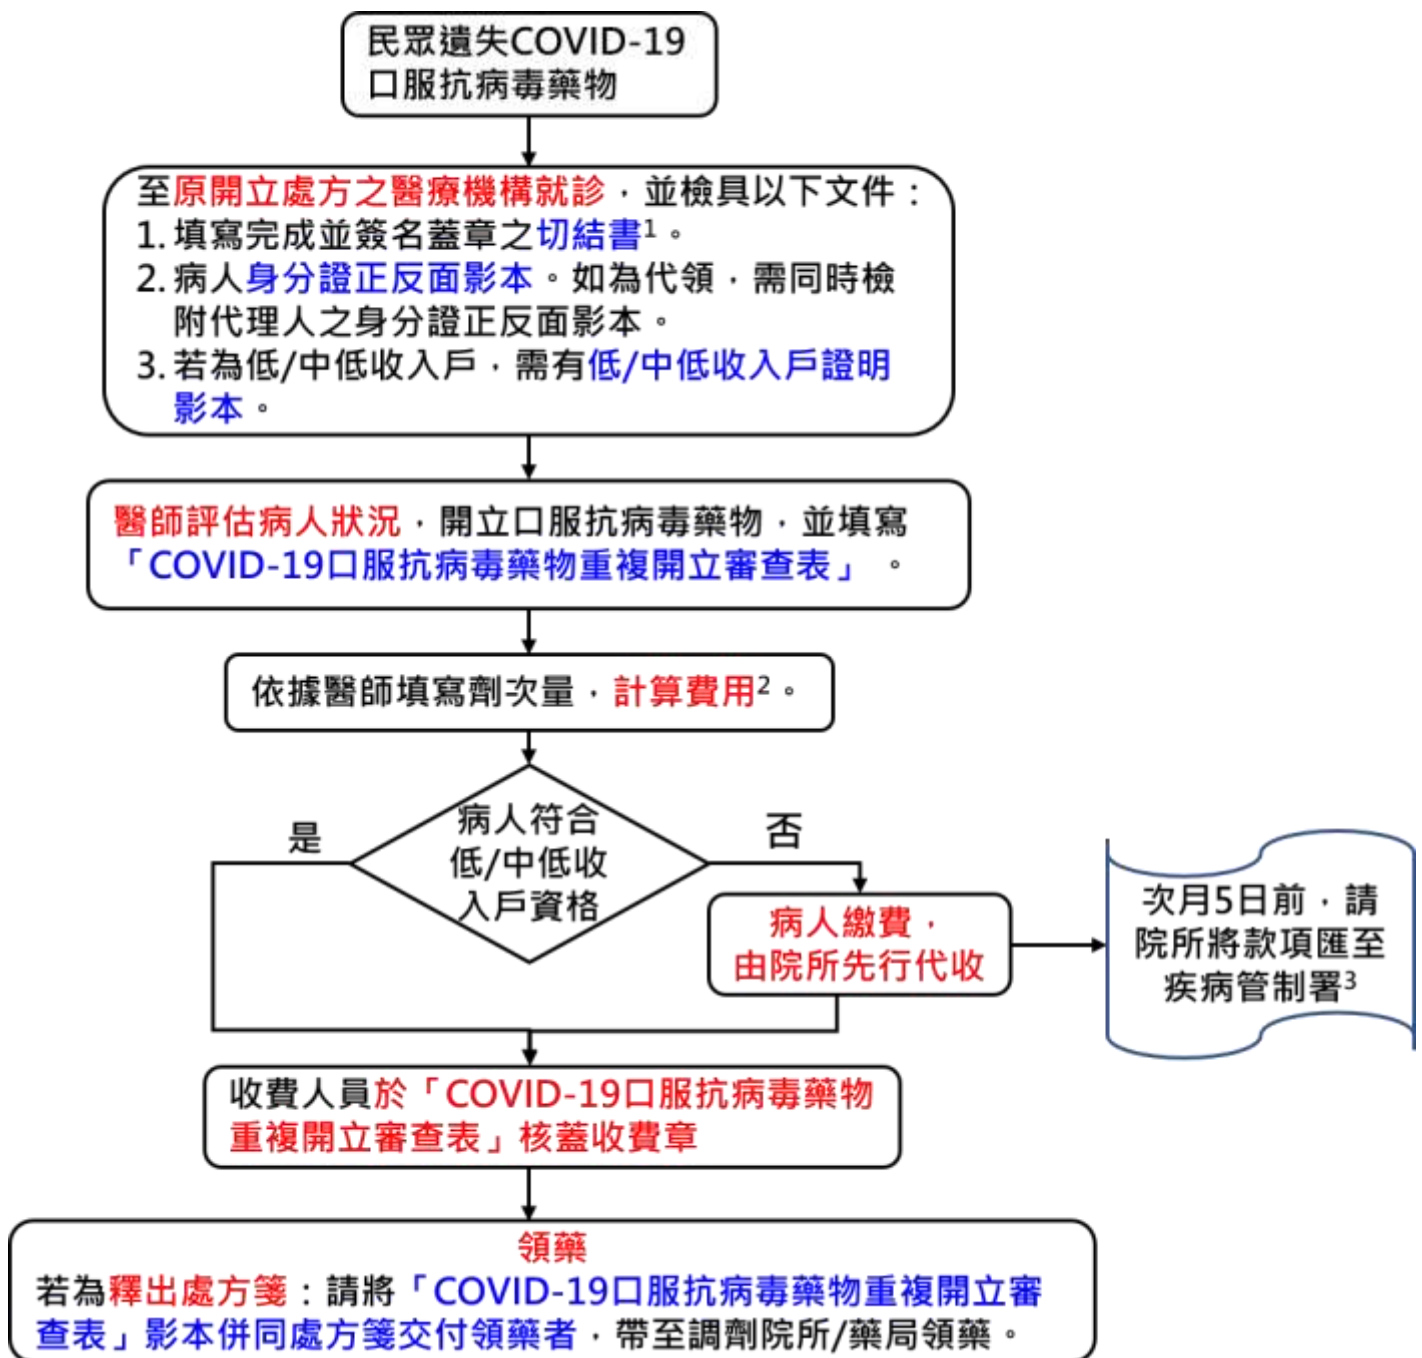 民眾遺失COVID-19
口服抗病毒藥物
至原開立處方之醫療機構就診，並檢具以下文件：
1. 填寫完成並簽名蓋章之切結書1。
2. 病人身分證正反面影本。如為代領，需同時檢
附代理人之身分證正反面影本。
3. 若為低/中低收入戶，需有低/中低收入戶證明
影本。
醫師評估病人狀況，開立口服抗病毒藥物，並填寫
「COVID-19口服抗病毒藥物重複開立審查表」。
依據醫師填寫劑次量，計算費用2。
病人符合
低/中低收
入戶資格
是
否
病人繳費，
由院所先行代收
次月5日前，請
院所將款項匯至
疾病管制署3
收費人員於「COVID-19口服抗病毒藥物
重複開立審查表」核蓋收費章
領藥
若為釋出處方箋：請將「COVID-19口服抗病毒藥物重複開立審
查表」影本併同處方箋交付領藥者，帶至調劑院所/藥局領藥。